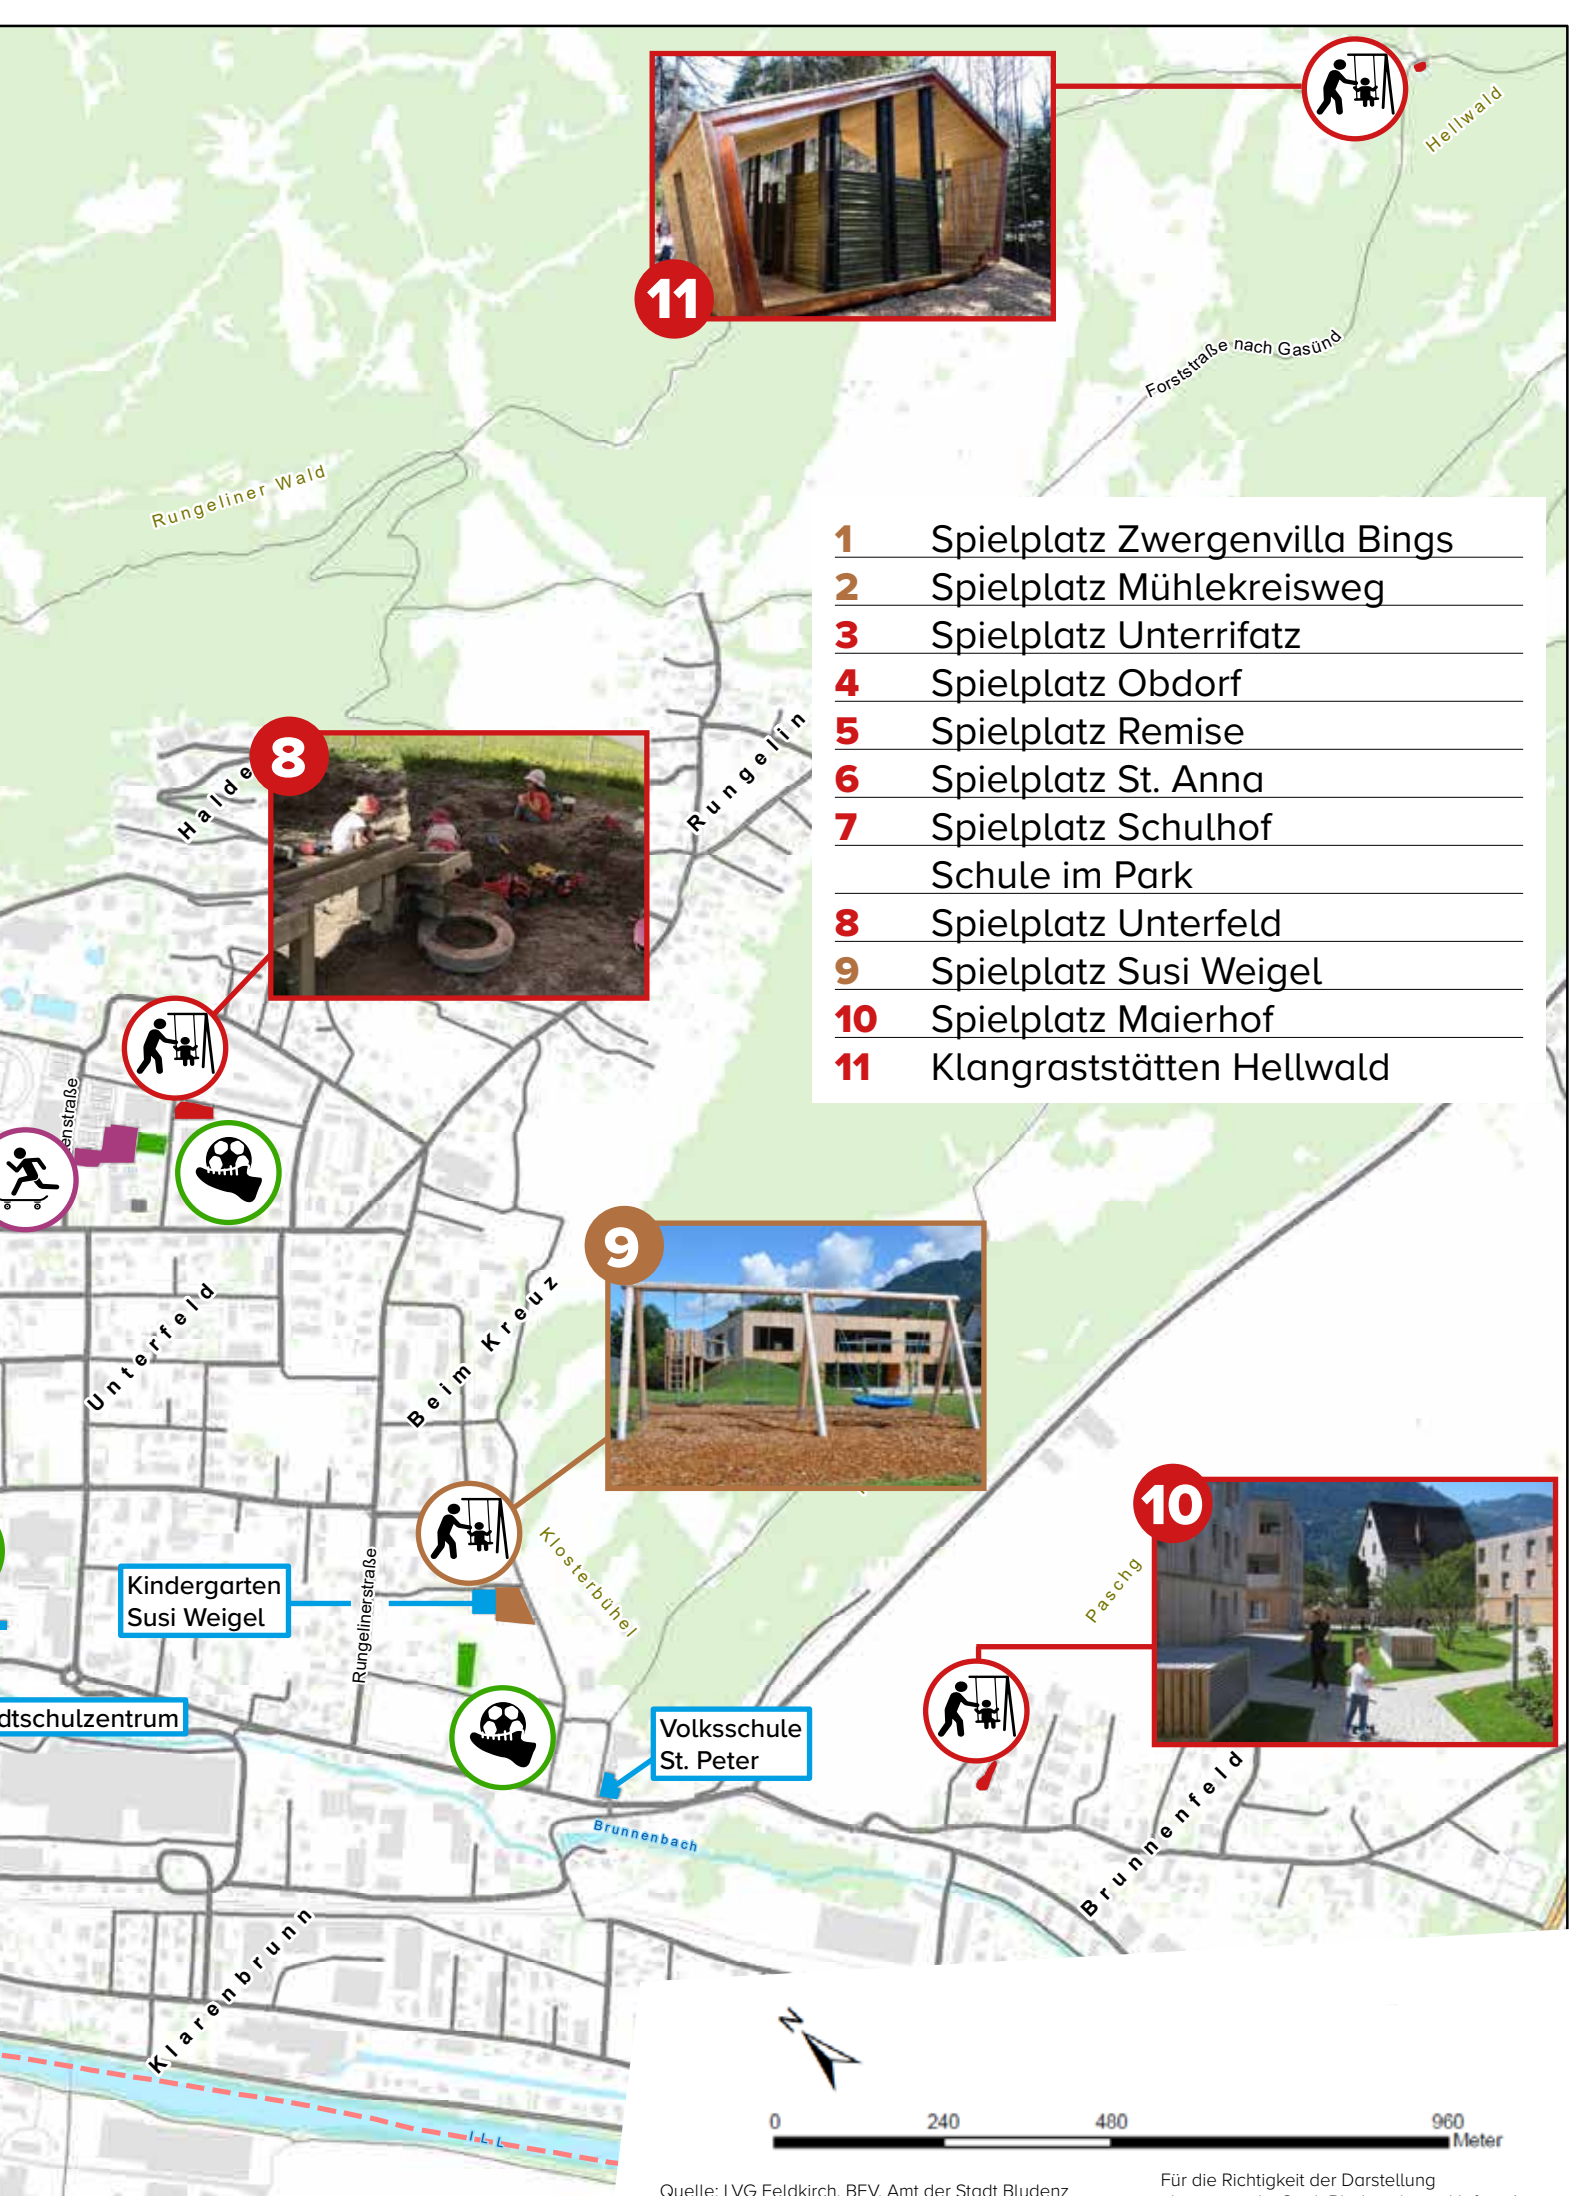 Hellwald
11
Forststraße nach Gasünd
Rungeliner Wald
1 Spielplatz Zwergenvilla Bings
2 Spielplatz Mühlekreisweg
3 Spielplatz Unterrifatz
4 Spielplatz Obdorf
5 Spielplatz Remise
6 Spielplatz St. Anna
7 Spielplatz Schulhof
Schule im Park
8 Spielplatz Unterfeld
9 Spielplatz Susi Weigel
10 Spielplatz Maierhof
11 Klangraststätten Hellwald
Rungelin
8
Halde
enstraße
9
Unterfeld
Beim Kreuz
10
Klosterbühel
Paschg
Kindergarten
Susi Weigel
Rungelinerstraße
dtschulzentrum
Volksschule
St. Peter
Brunnenbach
Brunnenfeld
Klarenbrunn
ILL
N
0 240 480 960
Meter
Quelle: LVG Feldkirch, BEV, Amt der Stadt Bludenz
Für die Richtigkeit der Darstellung